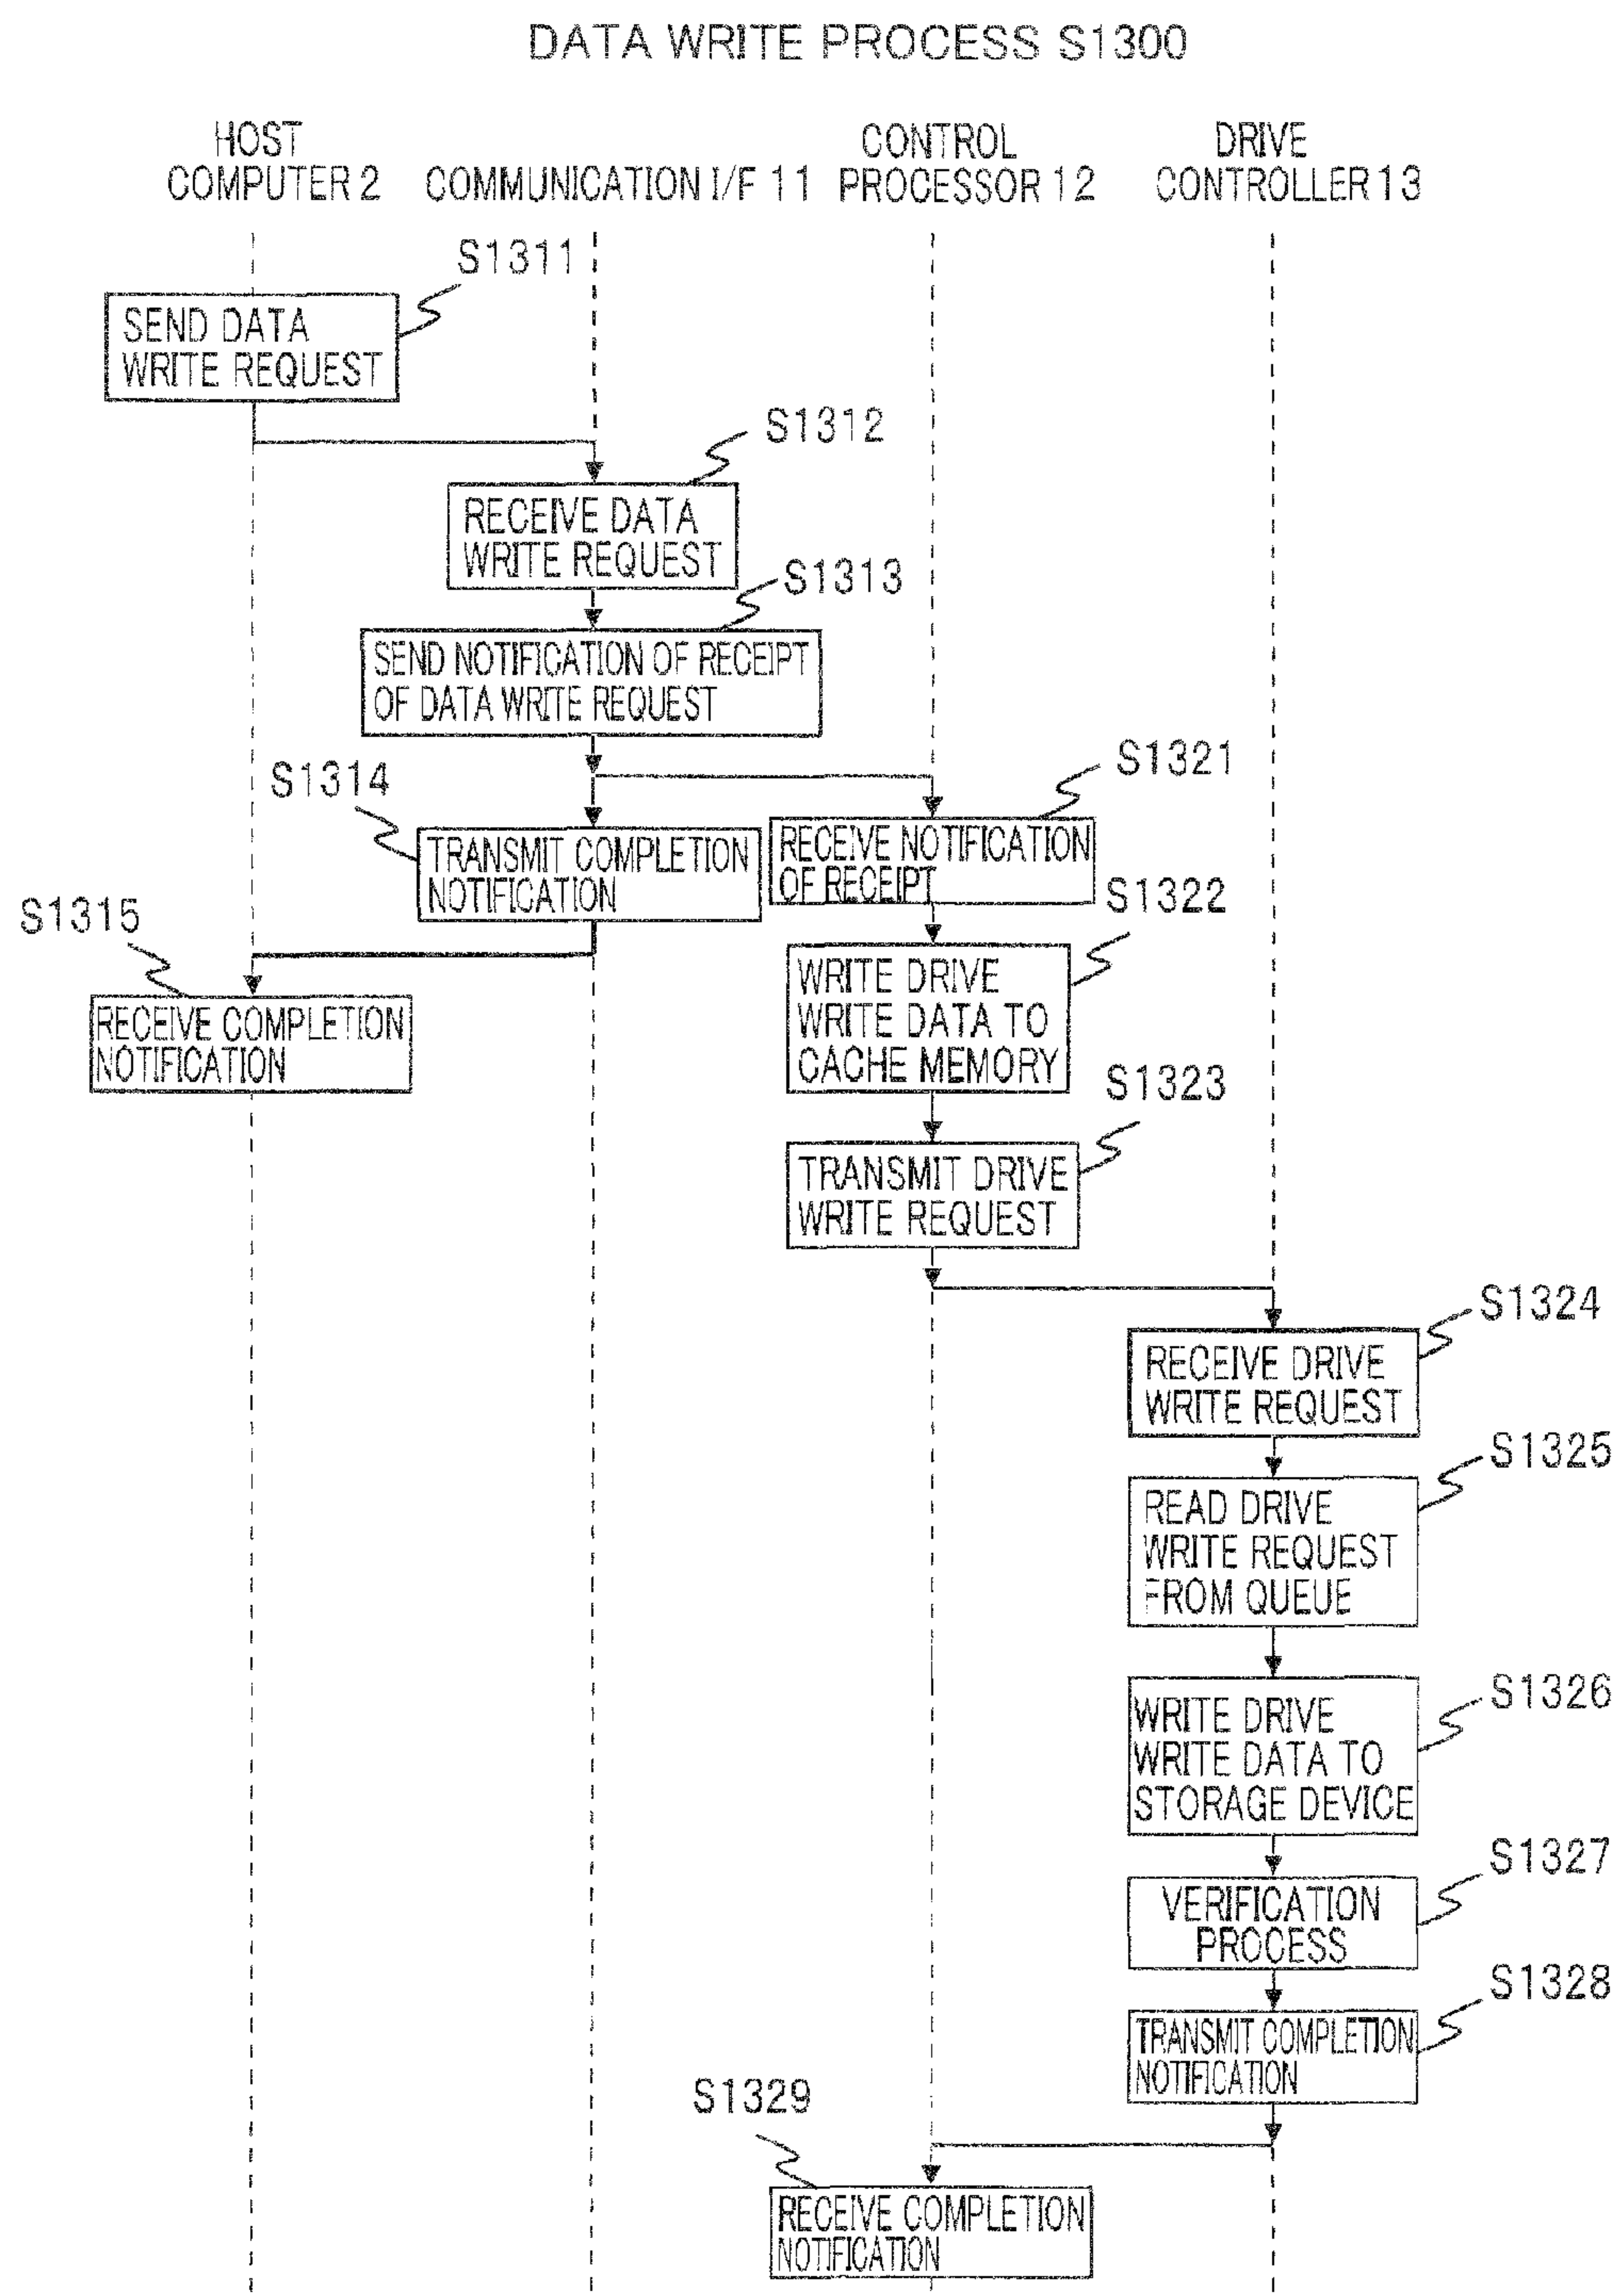 DATA WRITE PROCESS S1300
HOST
COMPUTER 2
COMMUNICATION I/F 11
CONTROL
PROCESSOR 12
DRIVE
CONTROLLER 13
S1311
SEND DATA
WRITE REQUEST
S1312
RECEIVE DATA
WRITE REQUEST
S1313
SEND NOTIFICATION OF RECEIPT
OF DATA WRITE REQUEST
S1314
TRANSMIT COMPLETION
NOTIFICATION
S1321
RECEIVE NOTIFICATION
OF RECEIPT
S1315
RECEIVE COMPLETION
NOTIFICATION
S1322
WRITE DRIVE
WRITE DATA TO
CACHE MEMORY
S1323
TRANSMIT DRIVE
WRITE REQUEST
S1324
RECEIVE DRIVE
WRITE REQUEST
S1325
READ DRIVE
WRITE REQUEST
FROM QUEUE
S1326
WRITE DRIVE
WRITE DATA TO
STORAGE DEVICE
S1327
VERIFICATION
PROCESS
S1328
TRANSMIT COMPLETION
NOTIFICATION
S1329
RECEIVE COMPLETION
NOTIFICATION